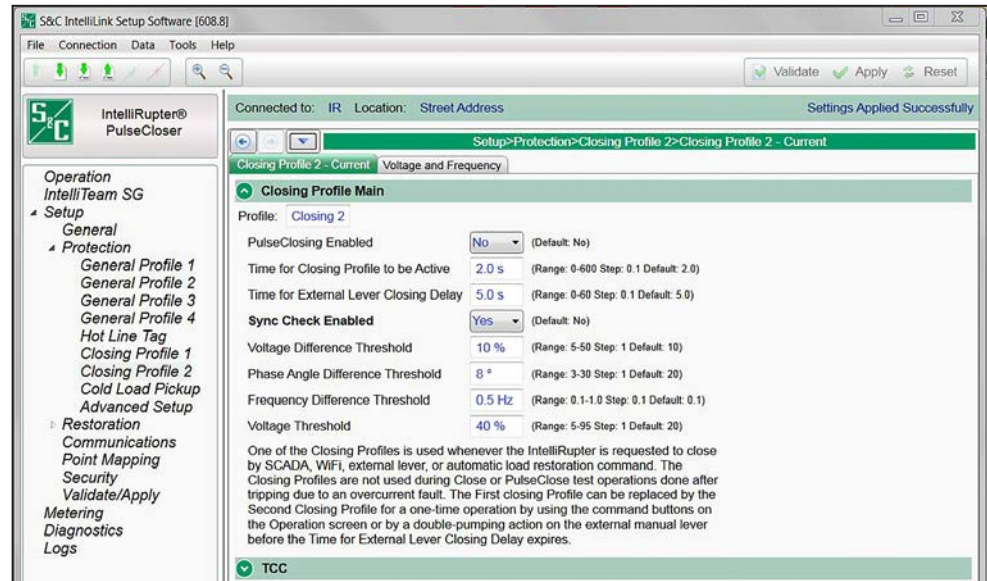 S&C IntelliLink Setup Software [608.8]
File Connection Data Tools Help
Validate Apply Reset
S&C
IntelliRupter®
PulseCloser
Operation
IntelliTeam SG
Setup
General
Protection
General Profile 1
General Profile 2
General Profile 3
General Profile 4
Hot Line Tag
Closing Profile 1
Closing Profile 2
Cold Load Pickup
Advanced Setup
Restoration
Communications
Point Mapping
Security
Validate/Apply
Metering
Diagnostics
Logs
Connected to: IR Location: Street Address Settings Applied Successfully
Setup>Protection>Closing Profile 2>Closing Profile 2 - Current
Closing Profile 2 - Current Voltage and Frequency
Closing Profile Main
Profile: Closing 2
PulseClosing Enabled No (Default: No)
Time for Closing Profile to be Active 2.0 s (Range: 0-600 Step: 0.1 Default: 2.0)
Time for External Lever Closing Delay 5.0 s (Range: 0-60 Step: 0.1 Default: 5.0)
Sync Check Enabled Yes (Default: No)
Voltage Difference Threshold 10 % (Range: 5-50 Step: 1 Default: 10)
Phase Angle Difference Threshold 8 ° (Range: 3-30 Step: 1 Default: 20)
Frequency Difference Threshold 0.5 Hz (Range: 0.1-1.0 Step: 0.1 Default: 0.1)
Voltage Threshold 40 % (Range: 5-95 Step: 1 Default: 20)
One of the Closing Profiles is used whenever the IntelliRupter is requested to close
by SCADA, WiFi, external lever, or automatic load restoration command. The
Closing Profiles are not used during Close or PulseClose test operations done after
tripping due to an overcurrent fault. The First closing Profile can be replaced by the
Second Closing Profile for a one-time operation by using the command buttons on
the Operation screen or by a double-pumping action on the external manual lever
before the Time for External Lever Closing Delay expires.
TCC